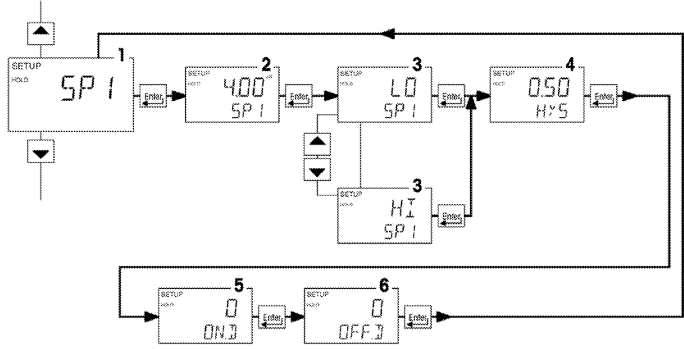 1
SETUP
HOLD
SP1
Enter
2
SETUP
HOLD
4.00 pH
SP1
Enter
3
SETUP
HOLD
LO
SP1
Enter
4
SETUP
HOLD
0.50
HYS
Enter
3
SETUP
HOLD
HI
SP1
Enter
5
SETUP
HOLD
0
ON.D
Enter
6
SETUP
HOLD
0
OFF.D
Enter